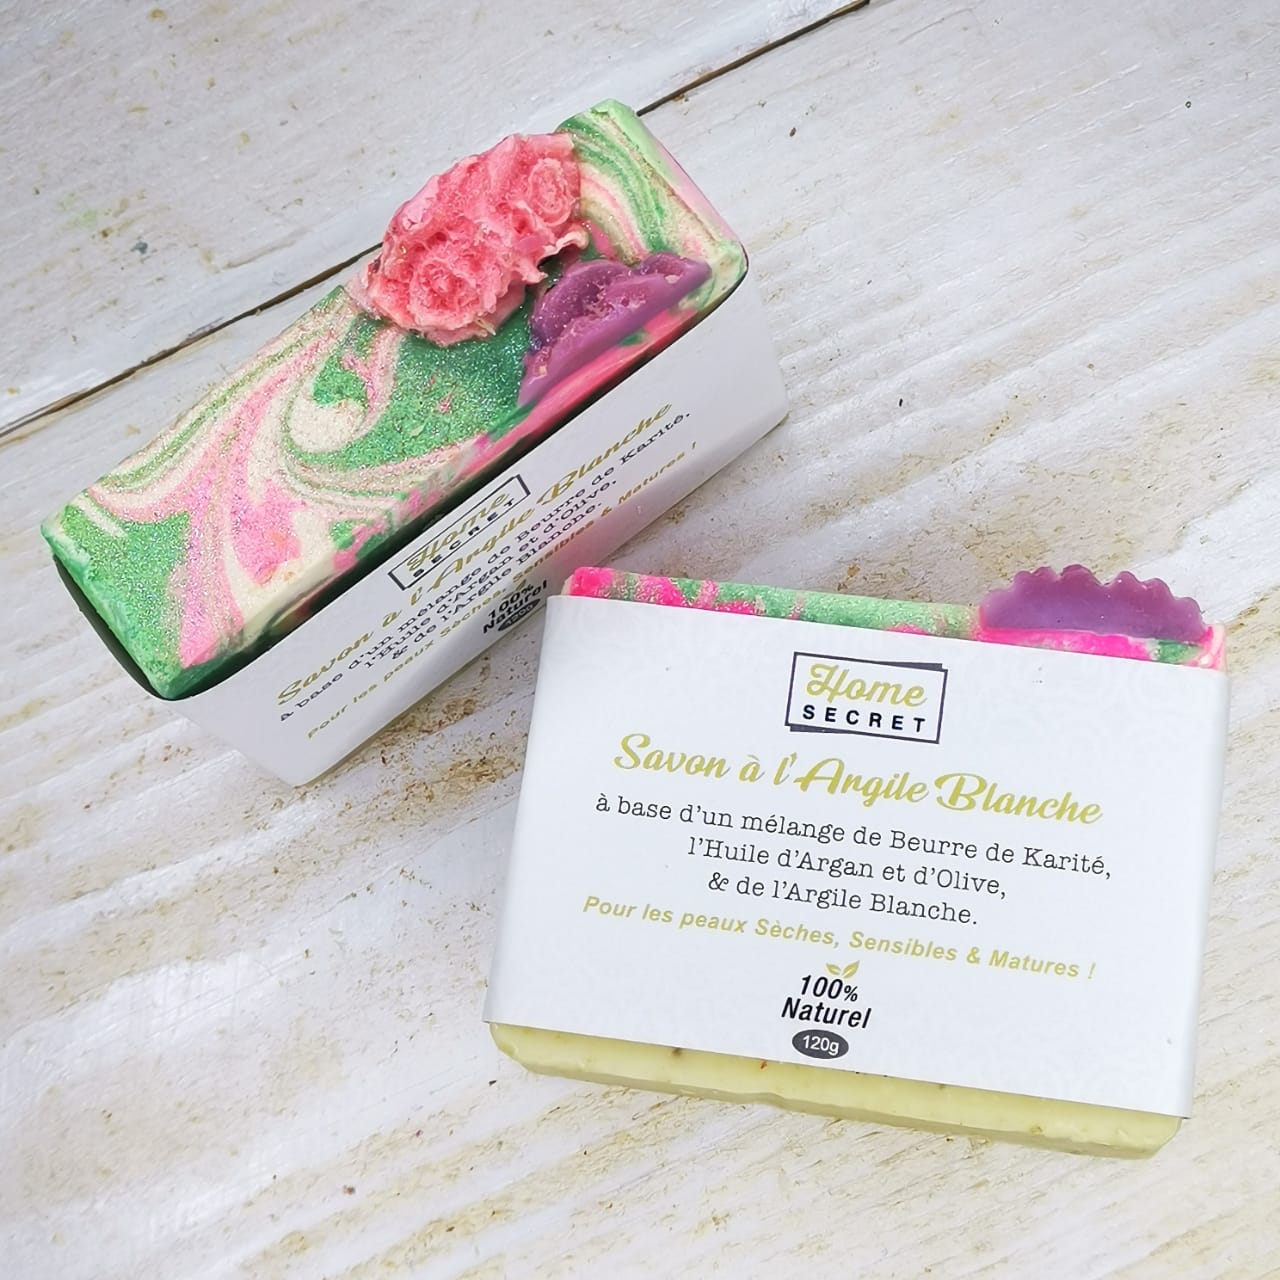 Home
SECRET
Savon à l'Argile Blanche
à base d'un mélange de Beurre de Karité,
l'Huile d'Argan et d'Olive,
& de l'Argile Blanche.
Pour les peaux Sèches, Sensibles & Matures !
100%
Naturel
120g
Home
SECRET
Savon à l'Argile Blanche
à base d'un mélange de Beurre de Karité,
l'Huile d'Argan et d'Olive,
& de l'Argile Blanche.
Pour les peaux Sèches, Sensibles & Matures !
100%
Naturel
120g